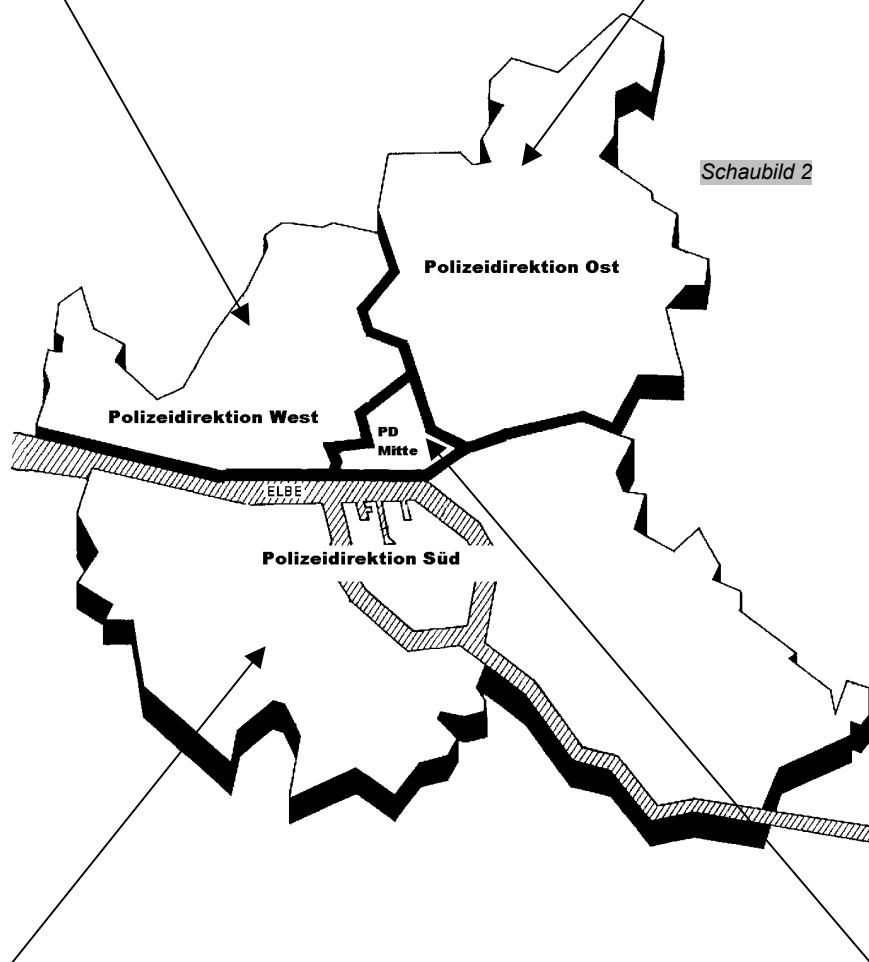 Schaubild 2
Polizeidirektion Ost
Polizeidirektion West
PD
Mitte
ELBE
Polizeidirektion Süd